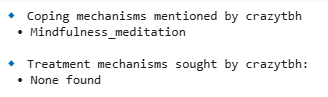 🔹 Coping mechanisms mentioned by crazytbh
• Mindfulness_meditation
🔹 Treatment mechanisms sought by crazytbh:
• None found